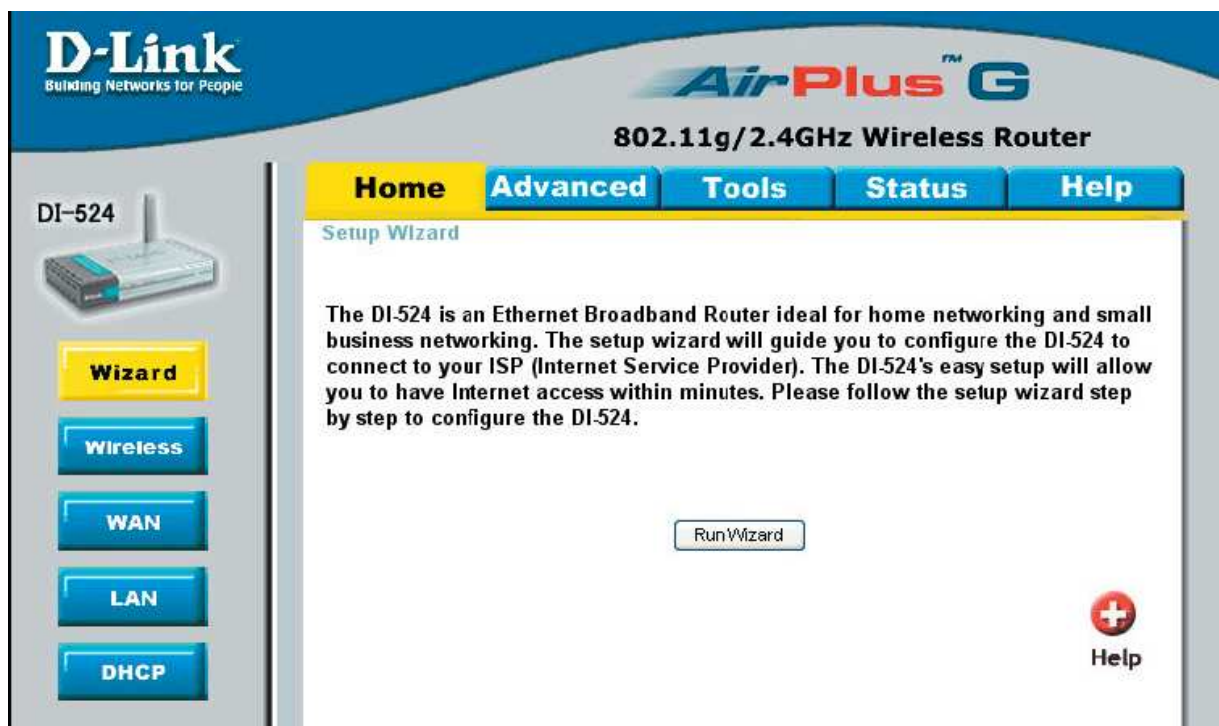 D-Link
Building Networks for People
AirPlus G
TM
802.11g/2.4GHz Wireless Router
DI-524
Home
Advanced
Tools
Status
Help
Setup Wizard
The DI-524 is an Ethernet Broadband Router ideal for home networking and small
business networking. The setup wizard will guide you to configure the DI-524 to
connect to your ISP (Internet Service Provider). The DI-524's easy setup will allow
you to have Internet access within minutes. Please follow the setup wizard step
by step to configure the DI-524.
Wizard
Wireless
WAN
LAN
DHCP
Run Wizard
Help